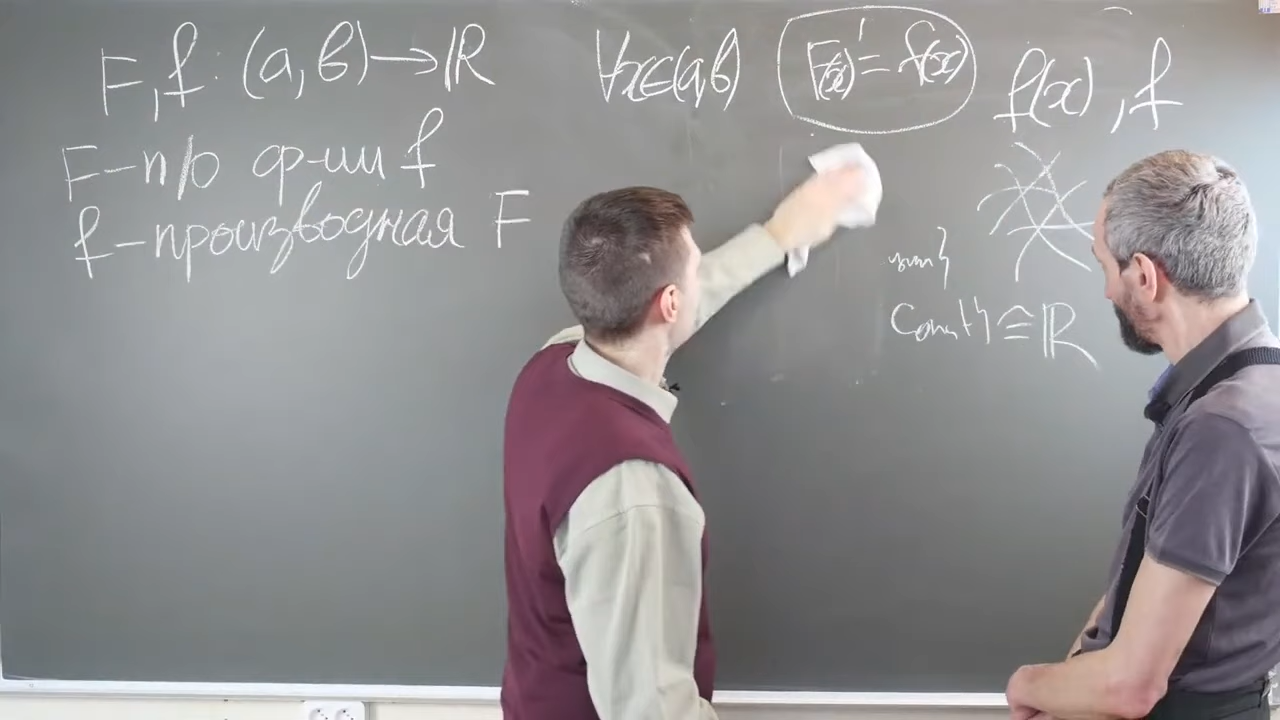 F, f : (a, b) → ℝ ∀x∈(a, b) F(x)' = f(x) f(x), f
F – п/о ф-ии f
f – производная F
Const} ≅ ℝ